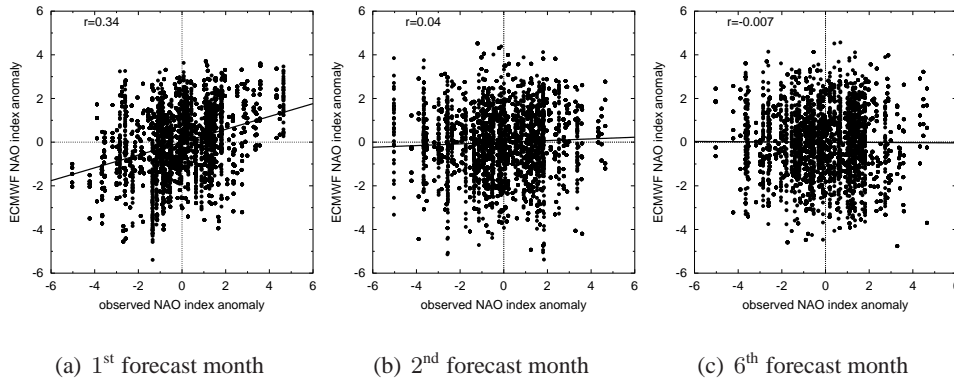 r=0.34
6
4
2
0
-2
-4
-6
ECMWF NAO index anomaly
-6 -4 -2 0 2 4 6
observed NAO index anomaly
(a) 1st forecast month
r=0.04
6
4
2
0
-2
-4
-6
ECMWF NAO index anomaly
-6 -4 -2 0 2 4 6
observed NAO index anomaly
(b) 2nd forecast month
r=-0.007
6
4
2
0
-2
-4
-6
ECMWF NAO index anomaly
-6 -4 -2 0 2 4 6
observed NAO index anomaly
(c) 6th forecast month